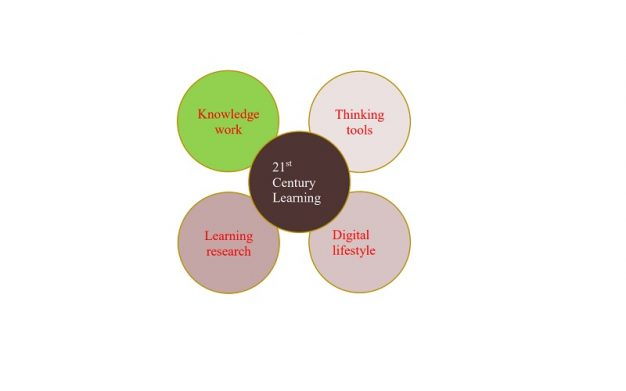 Knowledge
work
Thinking
tools
21st
Century
Learning
Learning
research
Digital
lifestyle